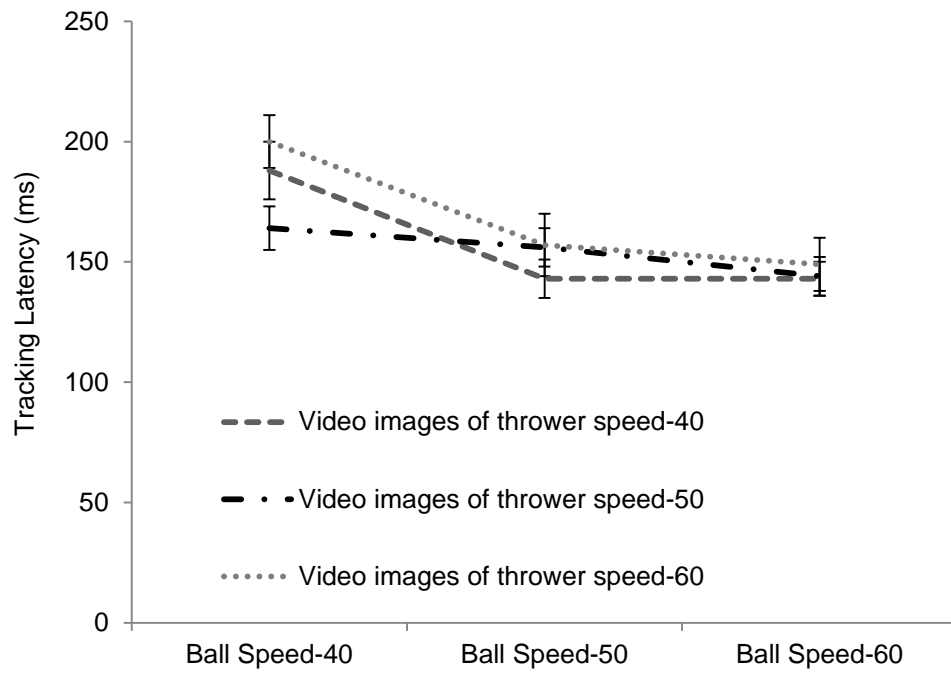 250
200
150
100
50
0
Tracking Latency (ms)
Video images of thrower speed-40
Video images of thrower speed-50
Video images of thrower speed-60
Ball Speed-40 Ball Speed-50 Ball Speed-60